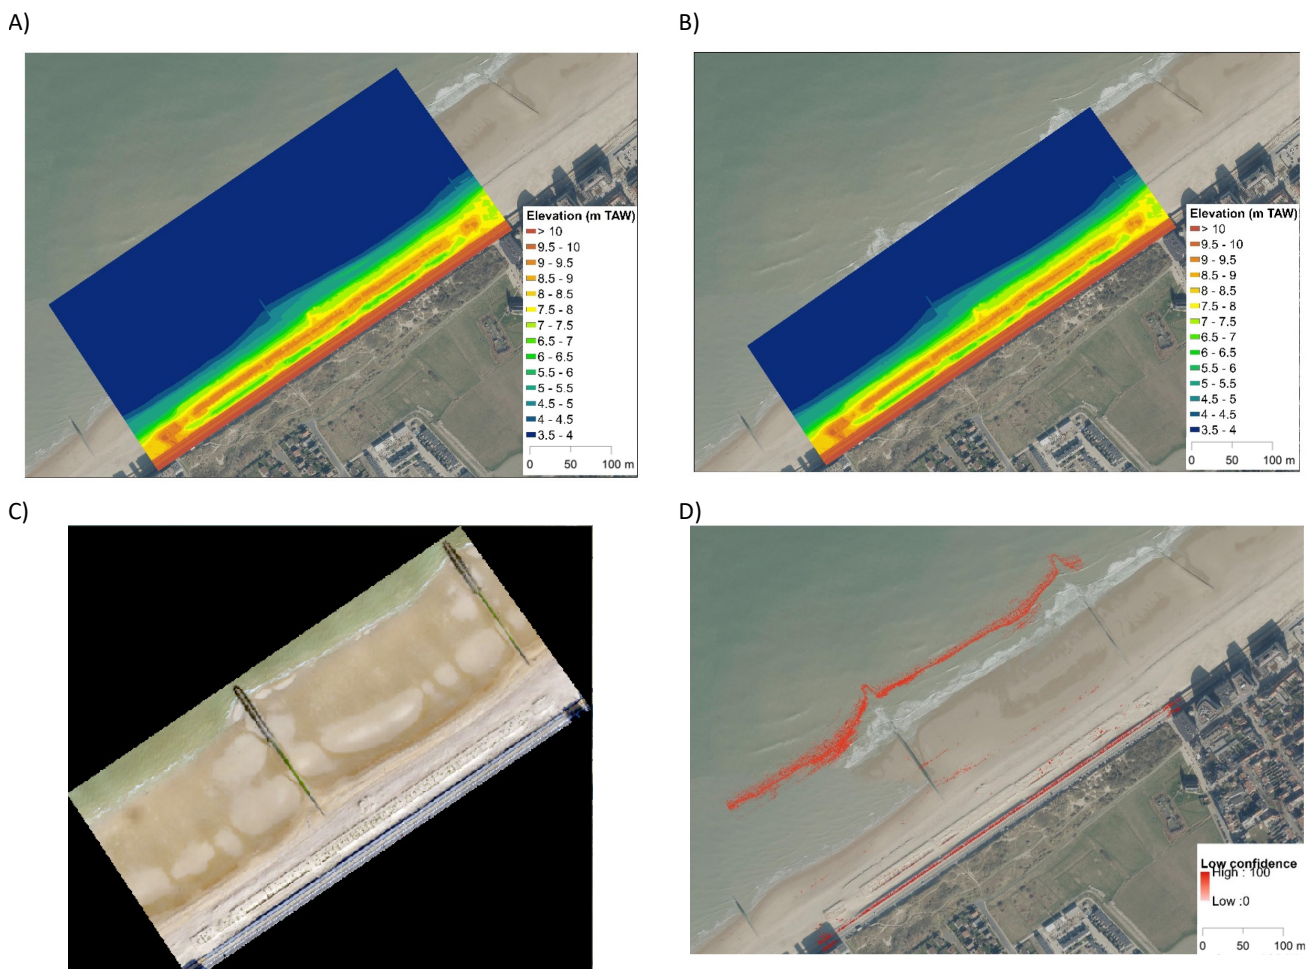 A)
B)
Elevation (m TAW)
> 10
9.5 - 10
9 - 9.5
8.5 - 9
8 - 8.5
7.5 - 8
7 - 7.5
6.5 - 7
6 - 6.5
5.5 - 6
5 - 5.5
4.5 - 5
4 - 4.5
3.5 - 4
0 50 100 m
Elevation (m TAW)
> 10
9.5 - 10
9 - 9.5
8.5 - 9
8 - 8.5
7.5 - 8
7 - 7.5
6.5 - 7
6 - 6.5
5.5 - 6
5 - 5.5
4.5 - 5
4 - 4.5
3.5 - 4
0 50 100 m
C)
D)
Low confidence
High : 100
Low :0
0 50 100 m